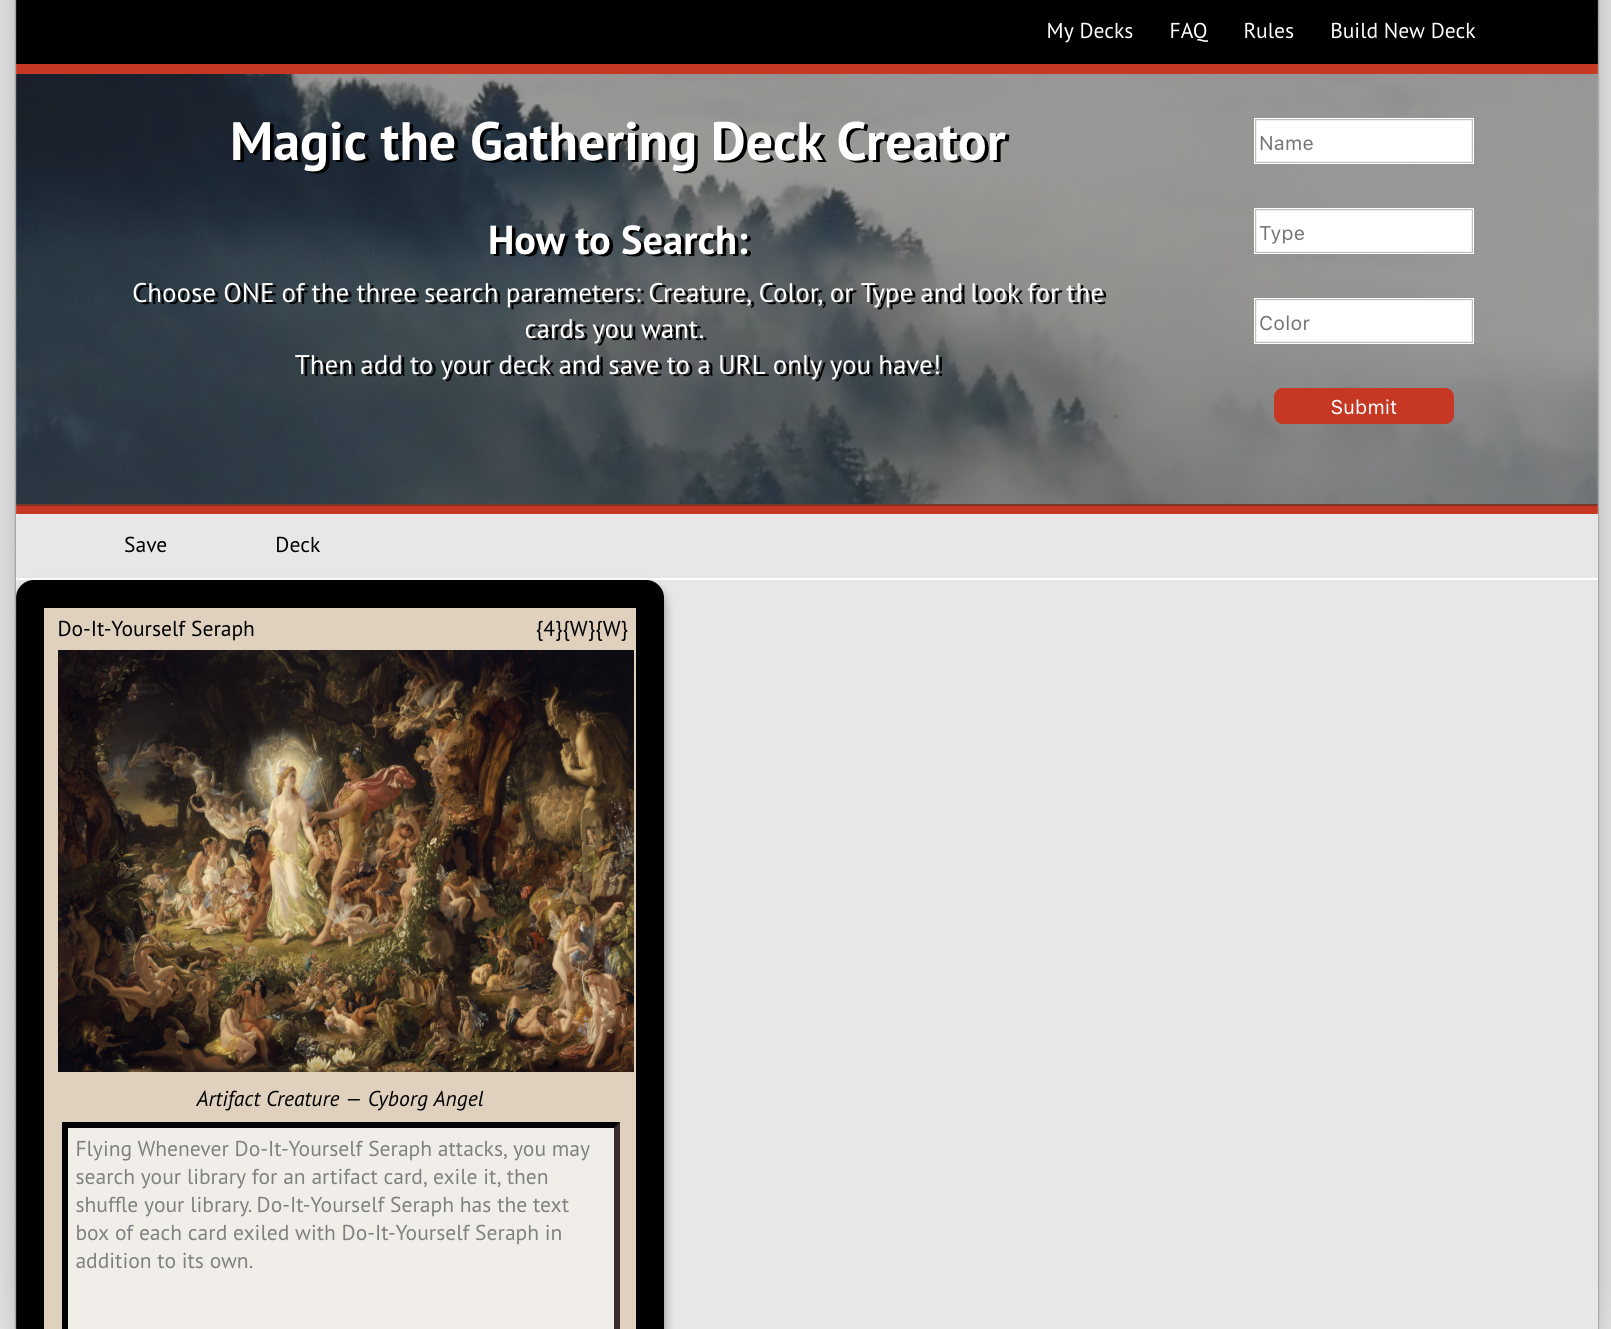 My Decks FAQ Rules Build New Deck
Magic the Gathering Deck Creator
How to Search:
Choose ONE of the three search parameters: Creature, Color, or Type and look for the
cards you want.
Then add to your deck and save to a URL only you have!
Name
Type
Color
Submit
Save Deck
Do-It-Yourself Seraph {4}{W}{W}
Artifact Creature — Cyborg Angel
Flying Whenever Do-It-Yourself Seraph attacks, you may
search your library for an artifact card, exile it, then
shuffle your library. Do-It-Yourself Seraph has the text
box of each card exiled with Do-It-Yourself Seraph in
addition to its own.